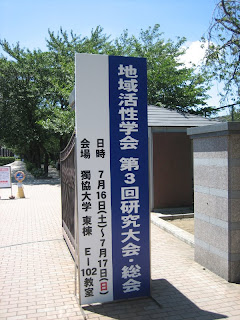 地域活性学会 第3回研究大会・総会
日時 7月16日(土)~7月17日(日)
会場 獨協大学 東棟 E-102教室